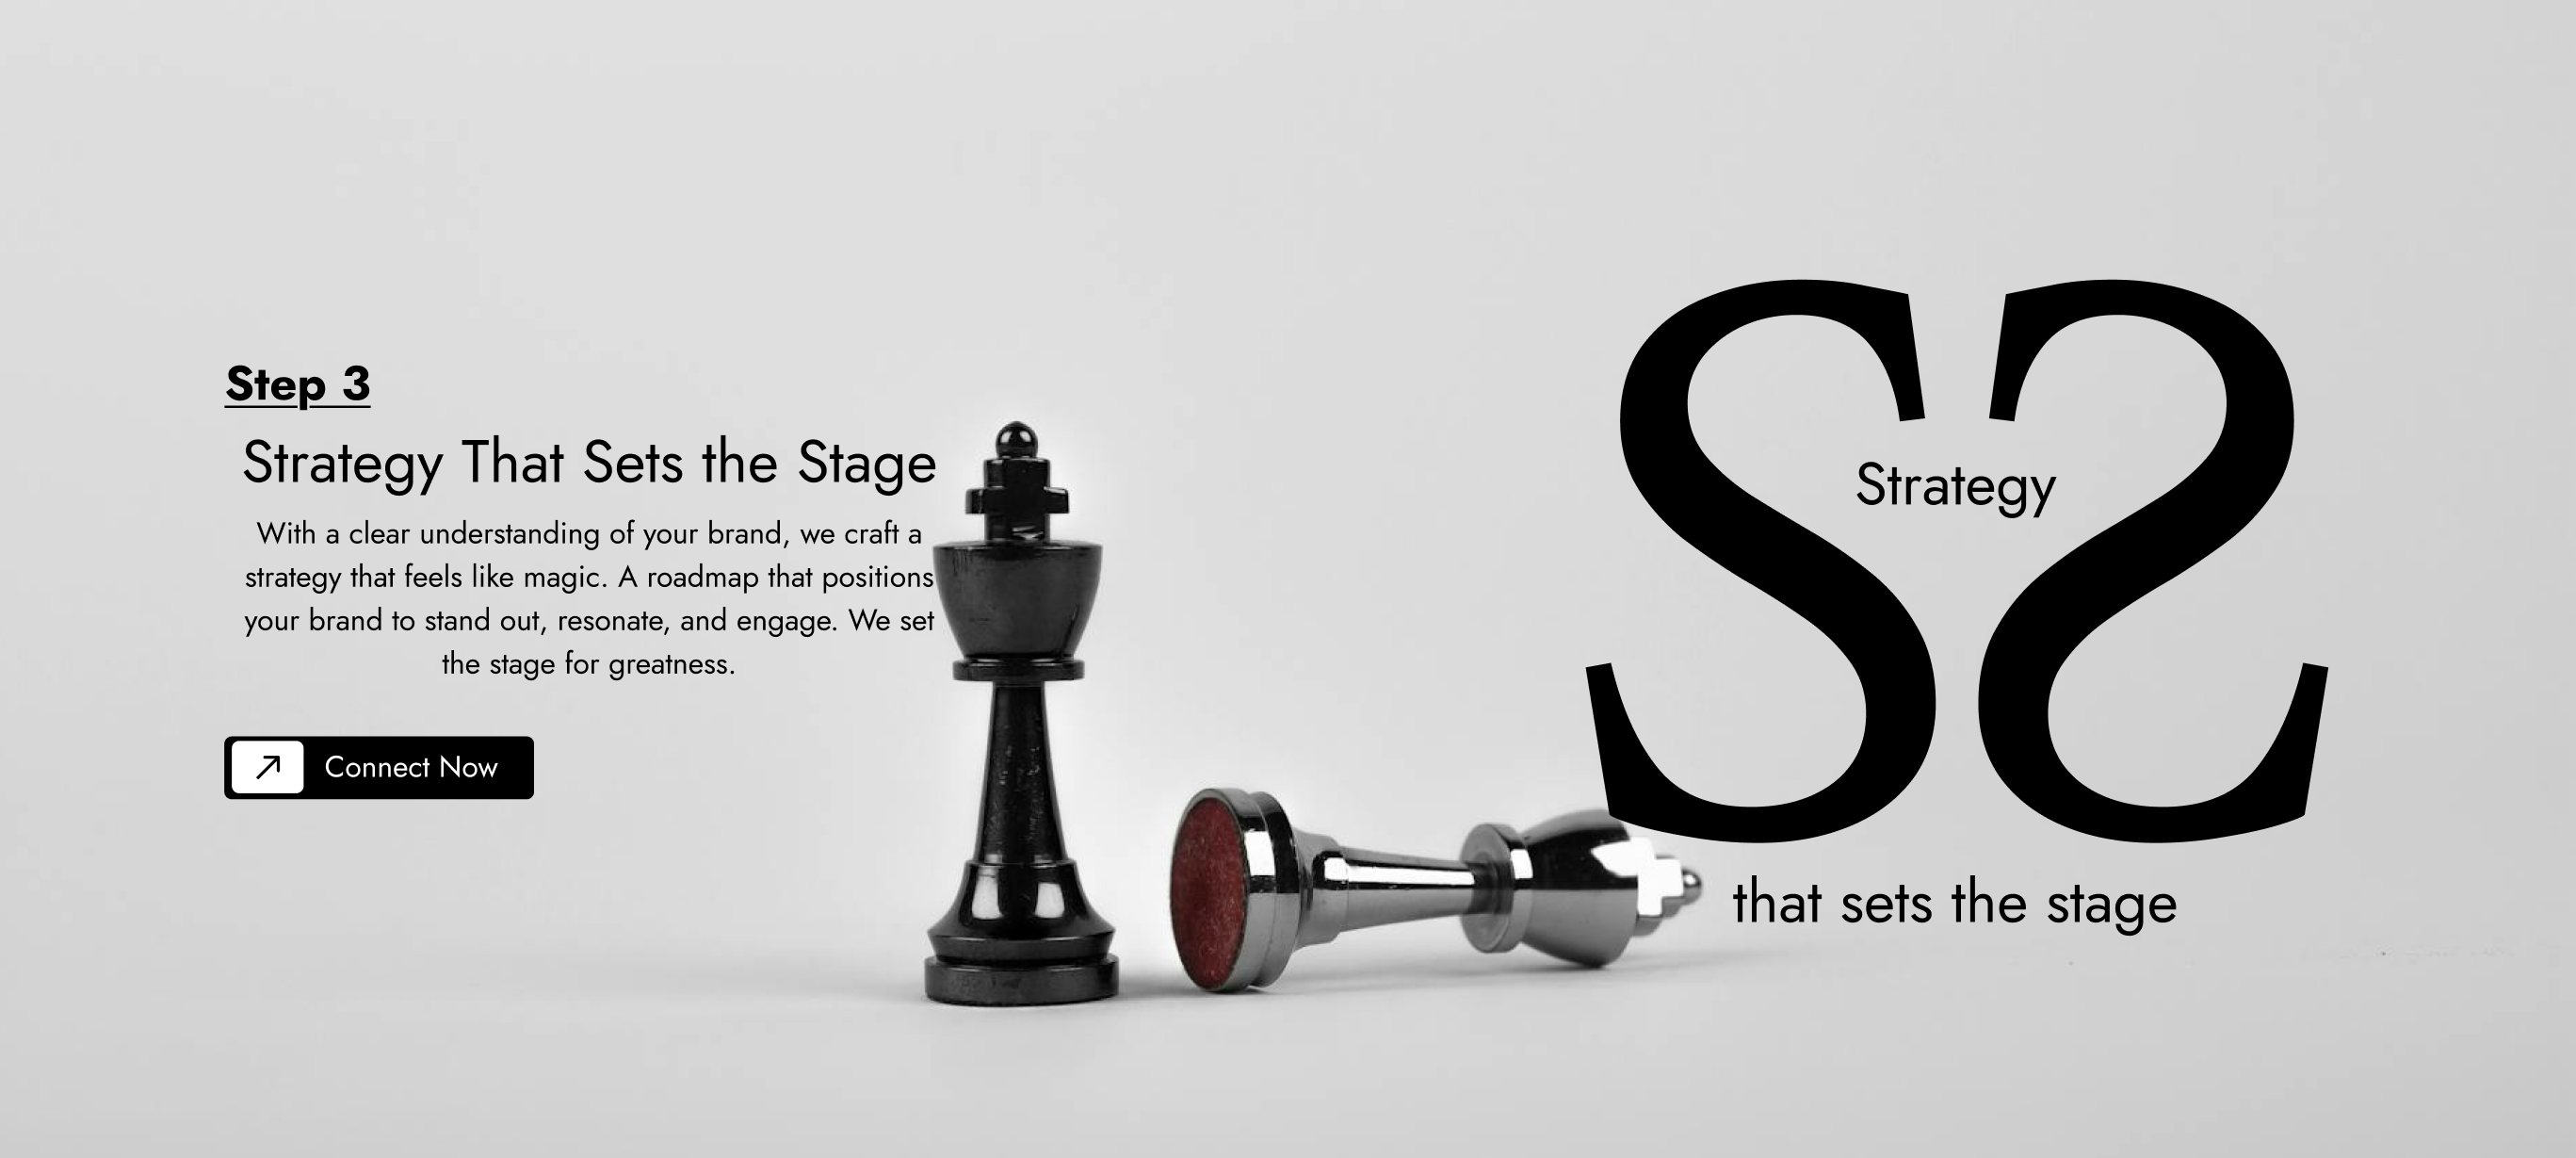 Step 3
Strategy That Sets the Stage
With a clear understanding of your brand, we craft a
strategy that feels like magic. A roadmap that positions
your brand to stand out, resonate, and engage. We set
the stage for greatness.
Connect Now
SS
Strategy
that sets the stage